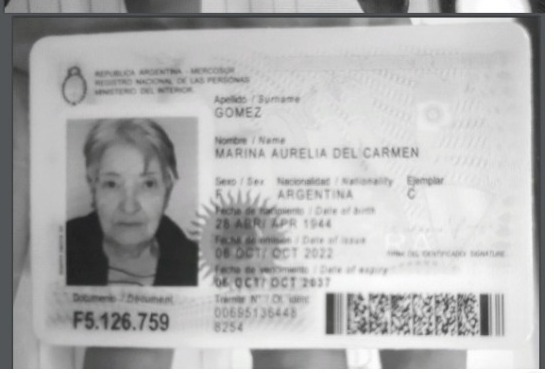 REPUBLICA ARGENTINA - MERCOSUR
REGISTRO NACIONAL DE LAS PERSONAS
MINISTERIO DEL INTERIOR
Apellido / Surname
GOMEZ
Nombre / Name
MARINA AURELIA DEL CARMEN
Sexo / Sex Nacionalidad / Nationality Ejemplar
F ARGENTINA C
Fecha de nacimiento / Date of birth
28 ABR/ APR 1944
Fecha de emisión / Date of issue
06 OCT/ OCT 2022
FIRMA DEL IDENTIFICADO/ SIGNATURE
Fecha de vencimiento / Date of expiry
06 OCT/ OCT 2037
Documento / Document
Trámite N° / Of. ident.
F5.126.759
00695136448
8254